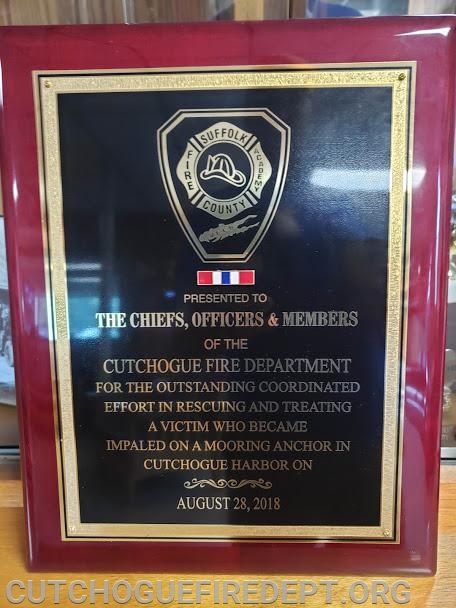 SUFFOLK
FIRE
ACADEMY
COUNTY
PRESENTED TO
THE CHIEFS, OFFICERS & MEMBERS
OF THE
CUTCHOGUE FIRE DEPARTMENT
FOR THE OUTSTANDING COORDINATED
EFFORT IN RESCUING AND TREATING
A VICTIM WHO BECAME
IMPALED ON A MOORING ANCHOR IN
CUTCHOGUE HARBOR ON
AUGUST 28, 2018
CUTCHOGUEFIREDEPT.ORG